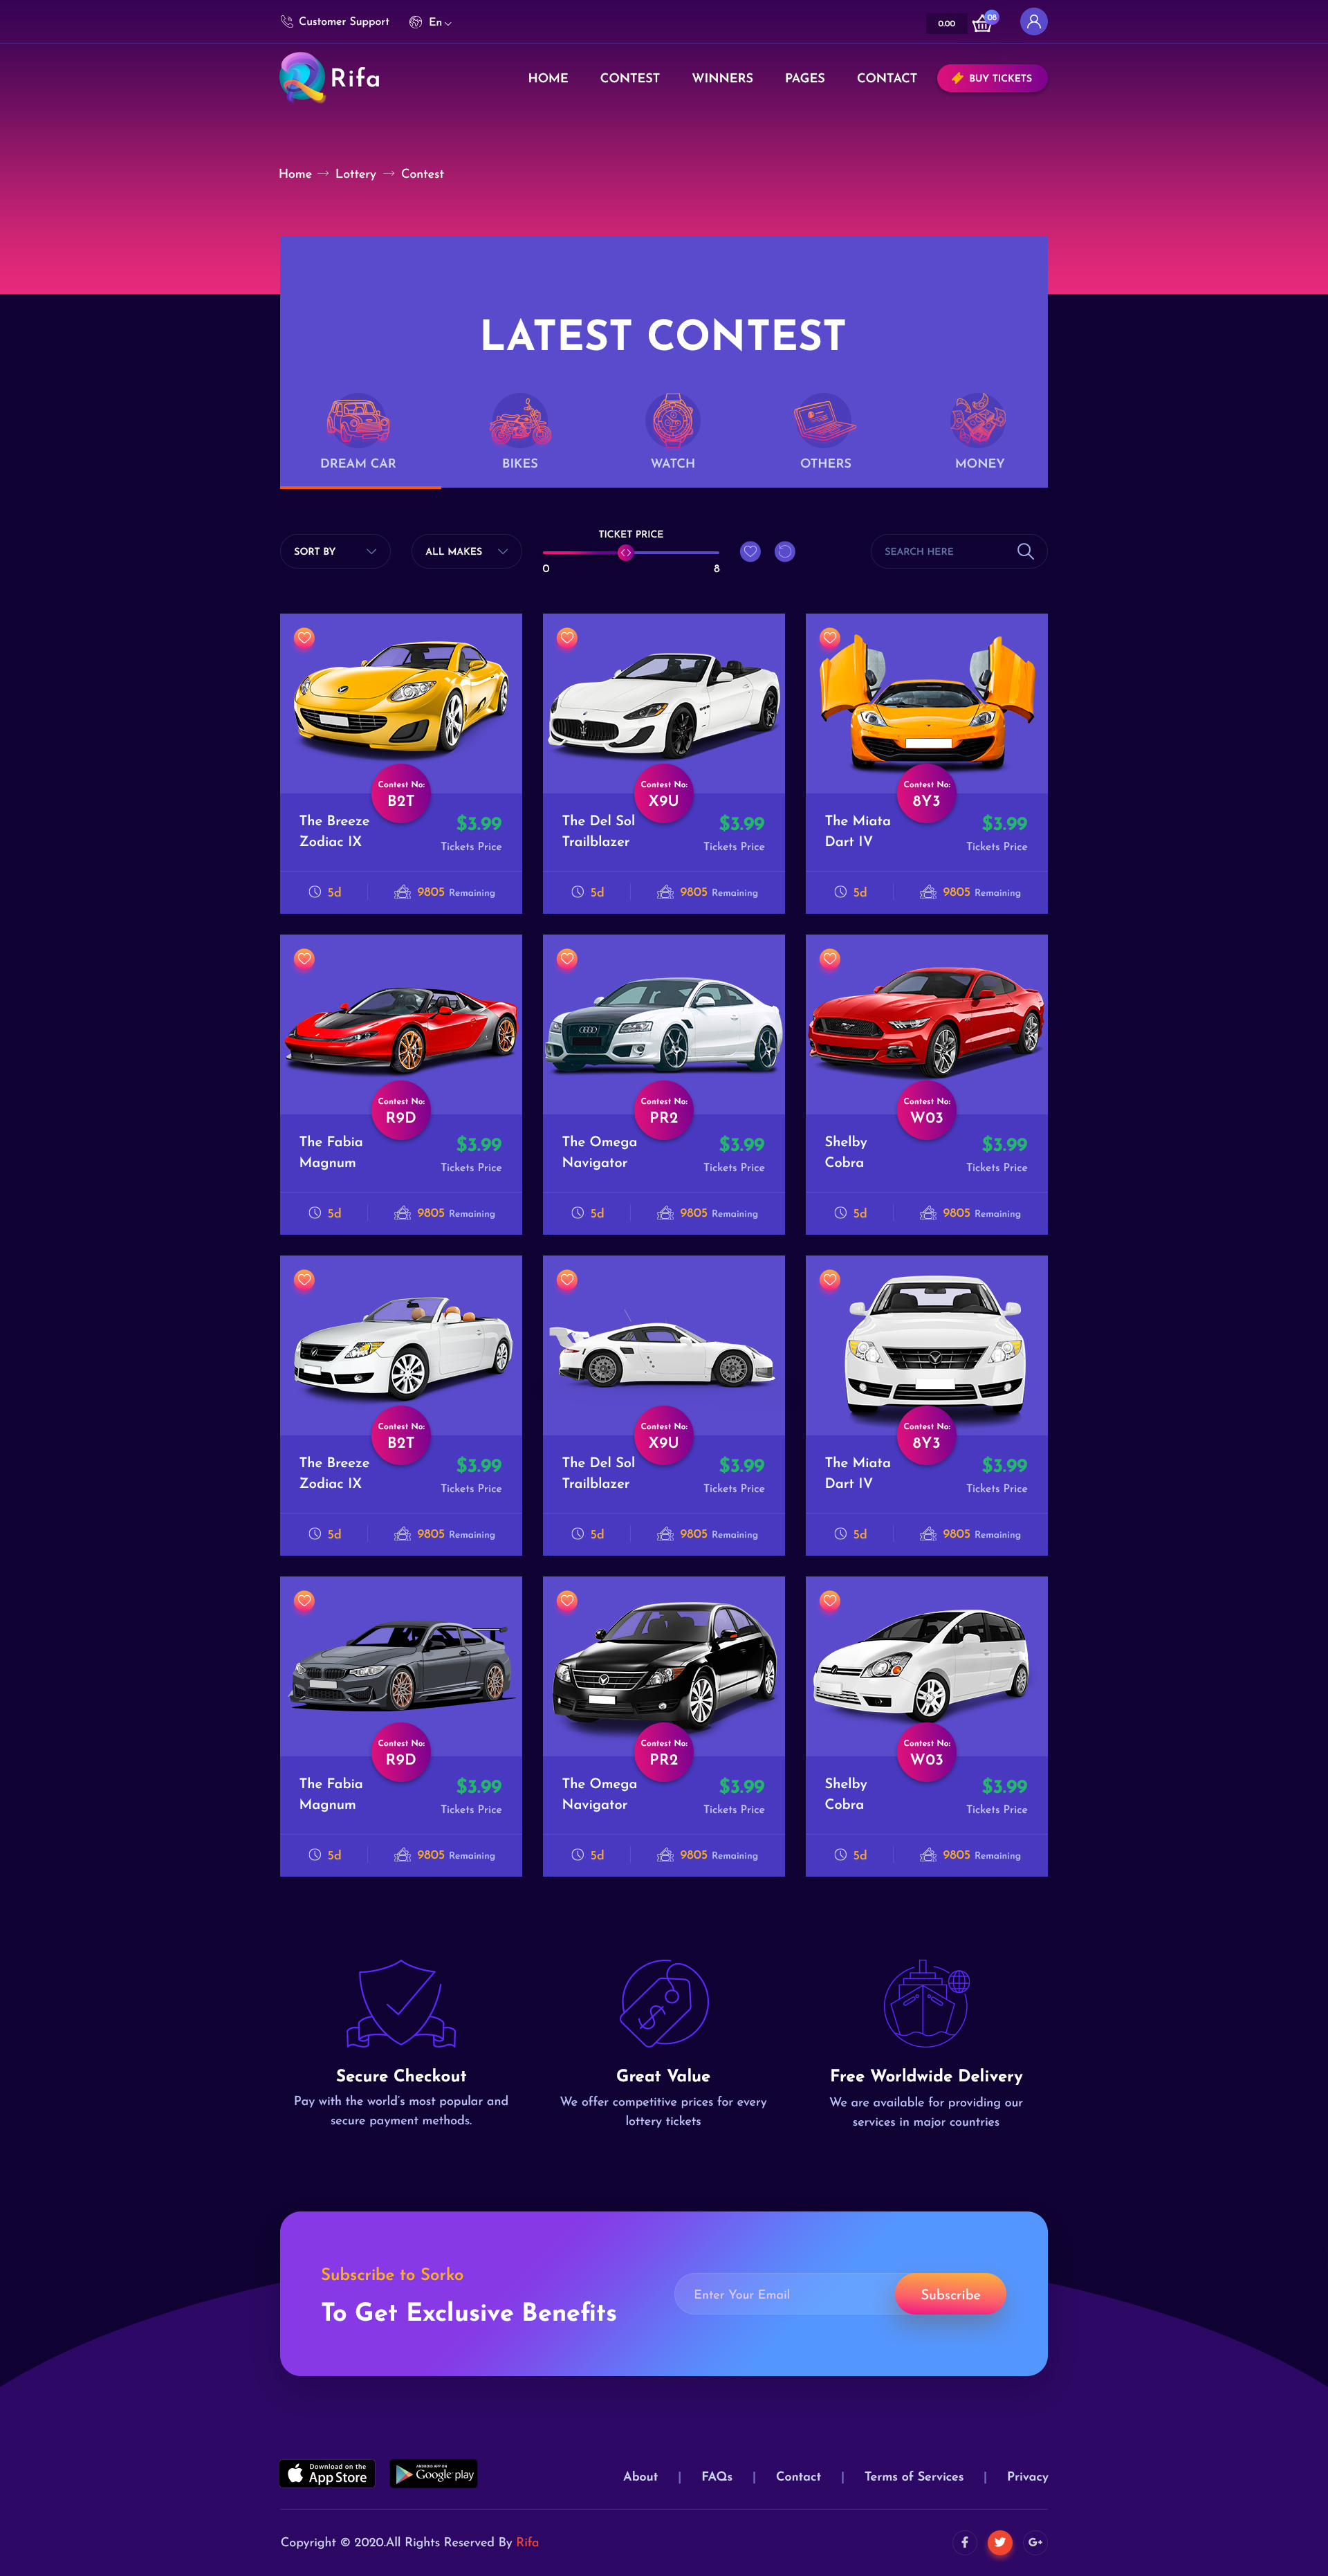 Customer Support
En
0.00
08
Rifa
HOME
CONTEST
WINNERS
PAGES
CONTACT
BUY TICKETS
Home → Lottery → Contest
LATEST CONTEST
DREAM CAR
BIKES
WATCH
OTHERS
MONEY
SORT BY
ALL MAKES
TICKET PRICE
0
8
SEARCH HERE
Contest No:
B2T
The Breeze
Zodiac IX
$3.99
Tickets Price
5d
9805 Remaining
Contest No:
X9U
The Del Sol
Trailblazer
$3.99
Tickets Price
5d
9805 Remaining
Contest No:
8Y3
The Miata
Dart IV
$3.99
Tickets Price
5d
9805 Remaining
Contest No:
R9D
The Fabia
Magnum
$3.99
Tickets Price
5d
9805 Remaining
Contest No:
PR2
The Omega
Navigator
$3.99
Tickets Price
5d
9805 Remaining
Contest No:
W03
Shelby
Cobra
$3.99
Tickets Price
5d
9805 Remaining
Contest No:
B2T
The Breeze
Zodiac IX
$3.99
Tickets Price
5d
9805 Remaining
Contest No:
X9U
The Del Sol
Trailblazer
$3.99
Tickets Price
5d
9805 Remaining
Contest No:
8Y3
The Miata
Dart IV
$3.99
Tickets Price
5d
9805 Remaining
Contest No:
R9D
The Fabia
Magnum
$3.99
Tickets Price
5d
9805 Remaining
Contest No:
PR2
The Omega
Navigator
$3.99
Tickets Price
5d
9805 Remaining
Contest No:
W03
Shelby
Cobra
$3.99
Tickets Price
5d
9805 Remaining
Secure Checkout
Pay with the world's most popular and
secure payment methods.
Great Value
We offer competitive prices for every
lottery tickets
Free Worldwide Delivery
We are available for providing our
services in major countries
Subscribe to Sorko
To Get Exclusive Benefits
Enter Your Email
Subscribe
Download on the
App Store
ANDROID APP ON
Google play
About | FAQs | Contact | Terms of Services | Privacy
Copyright © 2020.All Rights Reserved By Rifa
G+